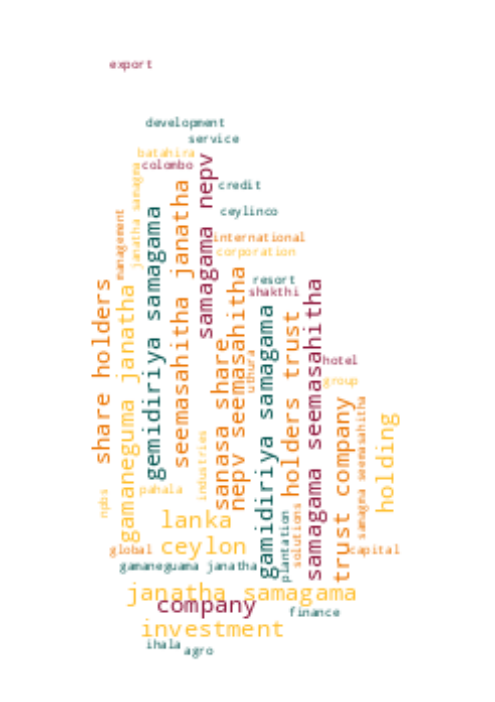 export
development
service
batahira
colombo
samagama nepv
credit
janatha samagma
seemasahitha janatha
ceylinco
gemidiriya samagama
management
international
corporation
nepv seemasahitha
resort
shakthi
share holders
gamaneguma janatha
samagama seemasahitha
gamidiriya samagama
holders trust
sanasa share
uthura
hotel
group
trust company
samagma seemasahitha
holding
industries
pahala
npbs
solutions
plantation
lanka
global
ceylon
capital
gamaneguama janatha
janatha samagama
company
finance
investment
ihala
agro